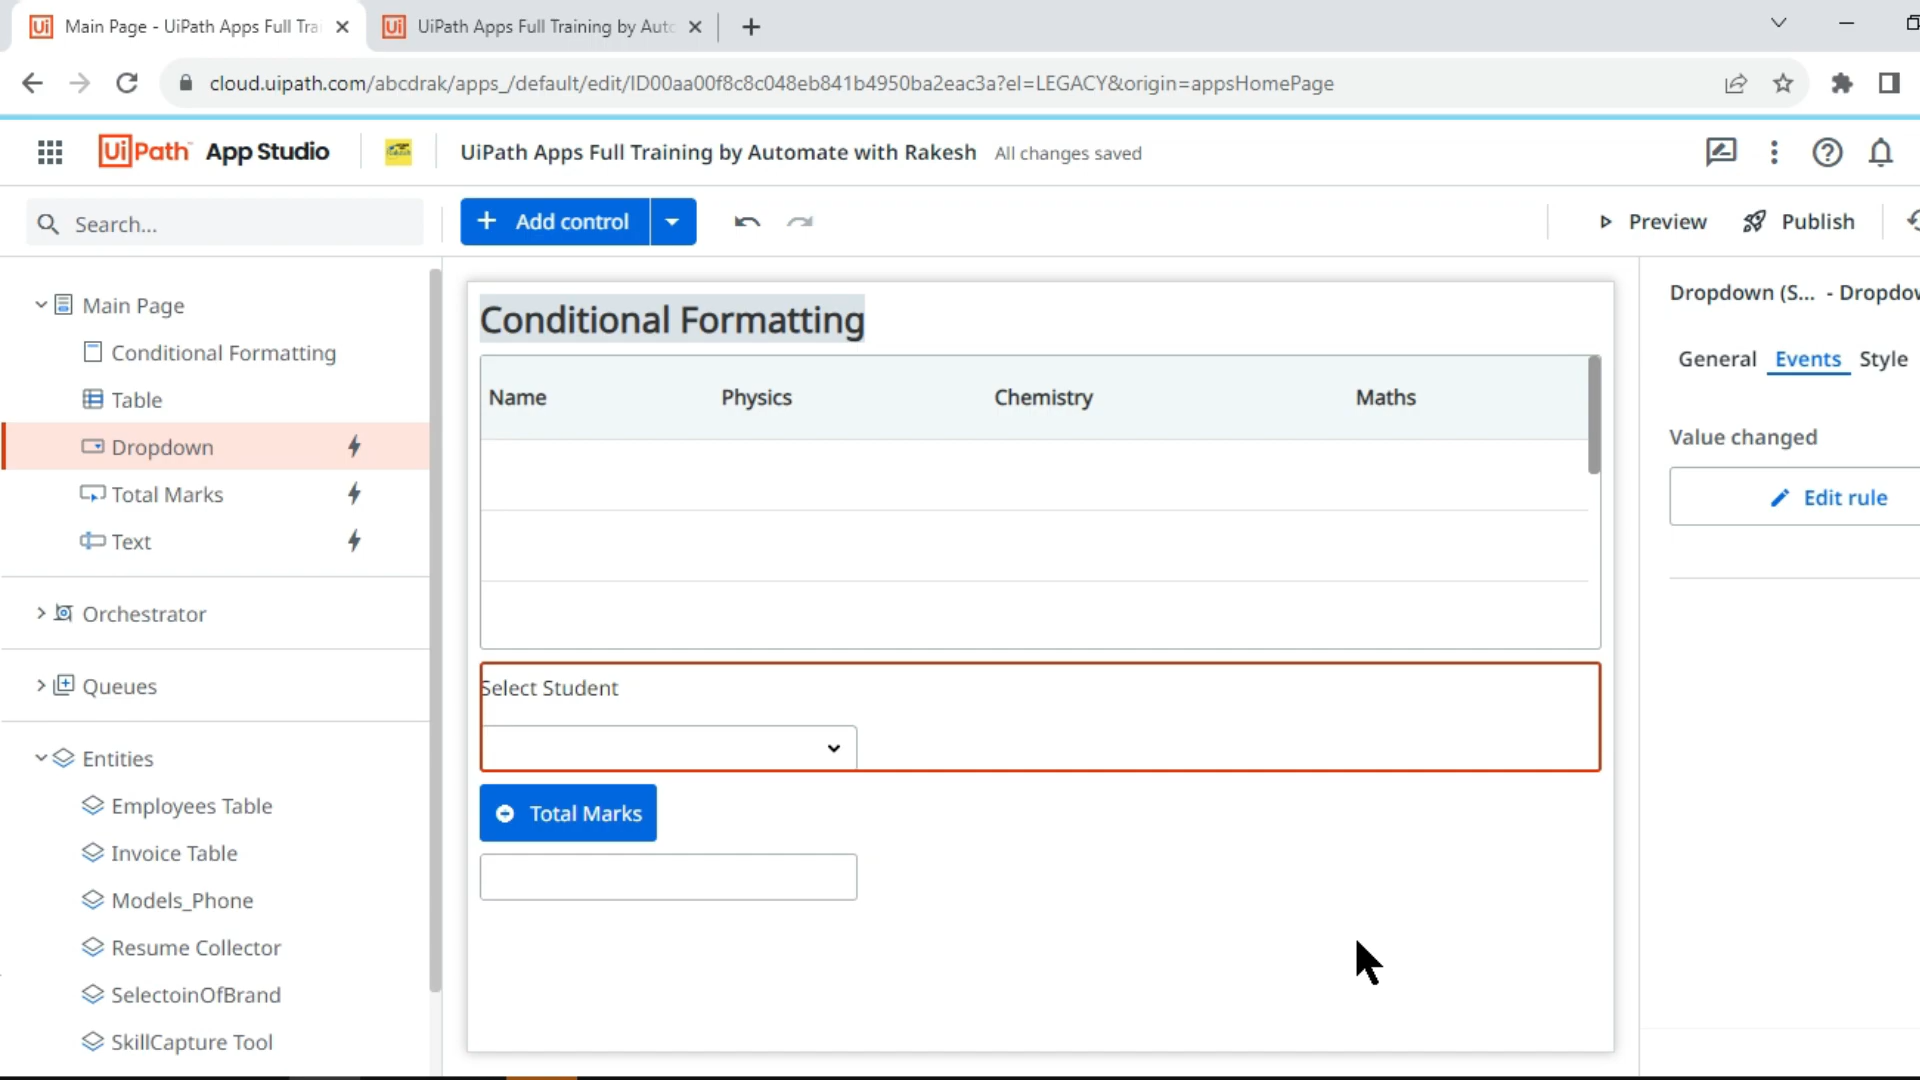 Main Page - UiPath Apps Full Trai
UiPath Apps Full Training by Auto
cloud.uipath.com/abcdrak/apps_/default/edit/ID00aa00f8c8c048eb841b4950ba2eac3a?el=LEGACY&origin=appsHomePage
UiPath App Studio
UiPath Apps Full Training by Automate with Rakesh
All changes saved
Search...
Add control
Preview
Publish
Main Page
Conditional Formatting
Table
Dropdown
Total Marks
Text
Orchestrator
Queues
Entities
Employees Table
Invoice Table
Models_Phone
Resume Collector
SelectoinOfBrand
SkillCapture Tool
Conditional Formatting
Name Physics Chemistry Maths
Select Student
Total Marks
Dropdown (S... - Dropdow
General Events Style
Value changed
Edit rule